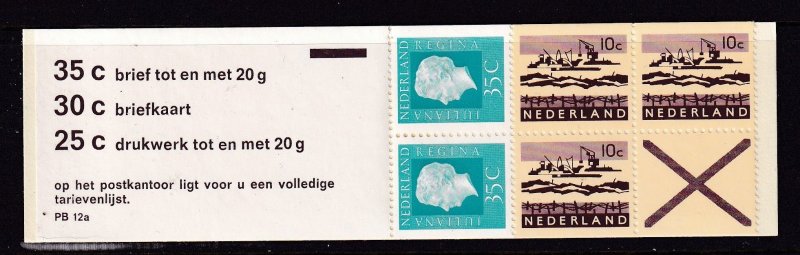 35 c brief tot en met 20 g
30 c briefkaart
25 c drukwerk tot en met 20 g
op het postkantoor ligt voor u een volledige
tarievenlijst.
PB 12a
NEDERLAND
REGINA
JULIANA
35C
10c
NEDERLAND
10c
NEDERLAND
NEDERLAND
REGINA
JULIANA
35C
10c
NEDERLAND